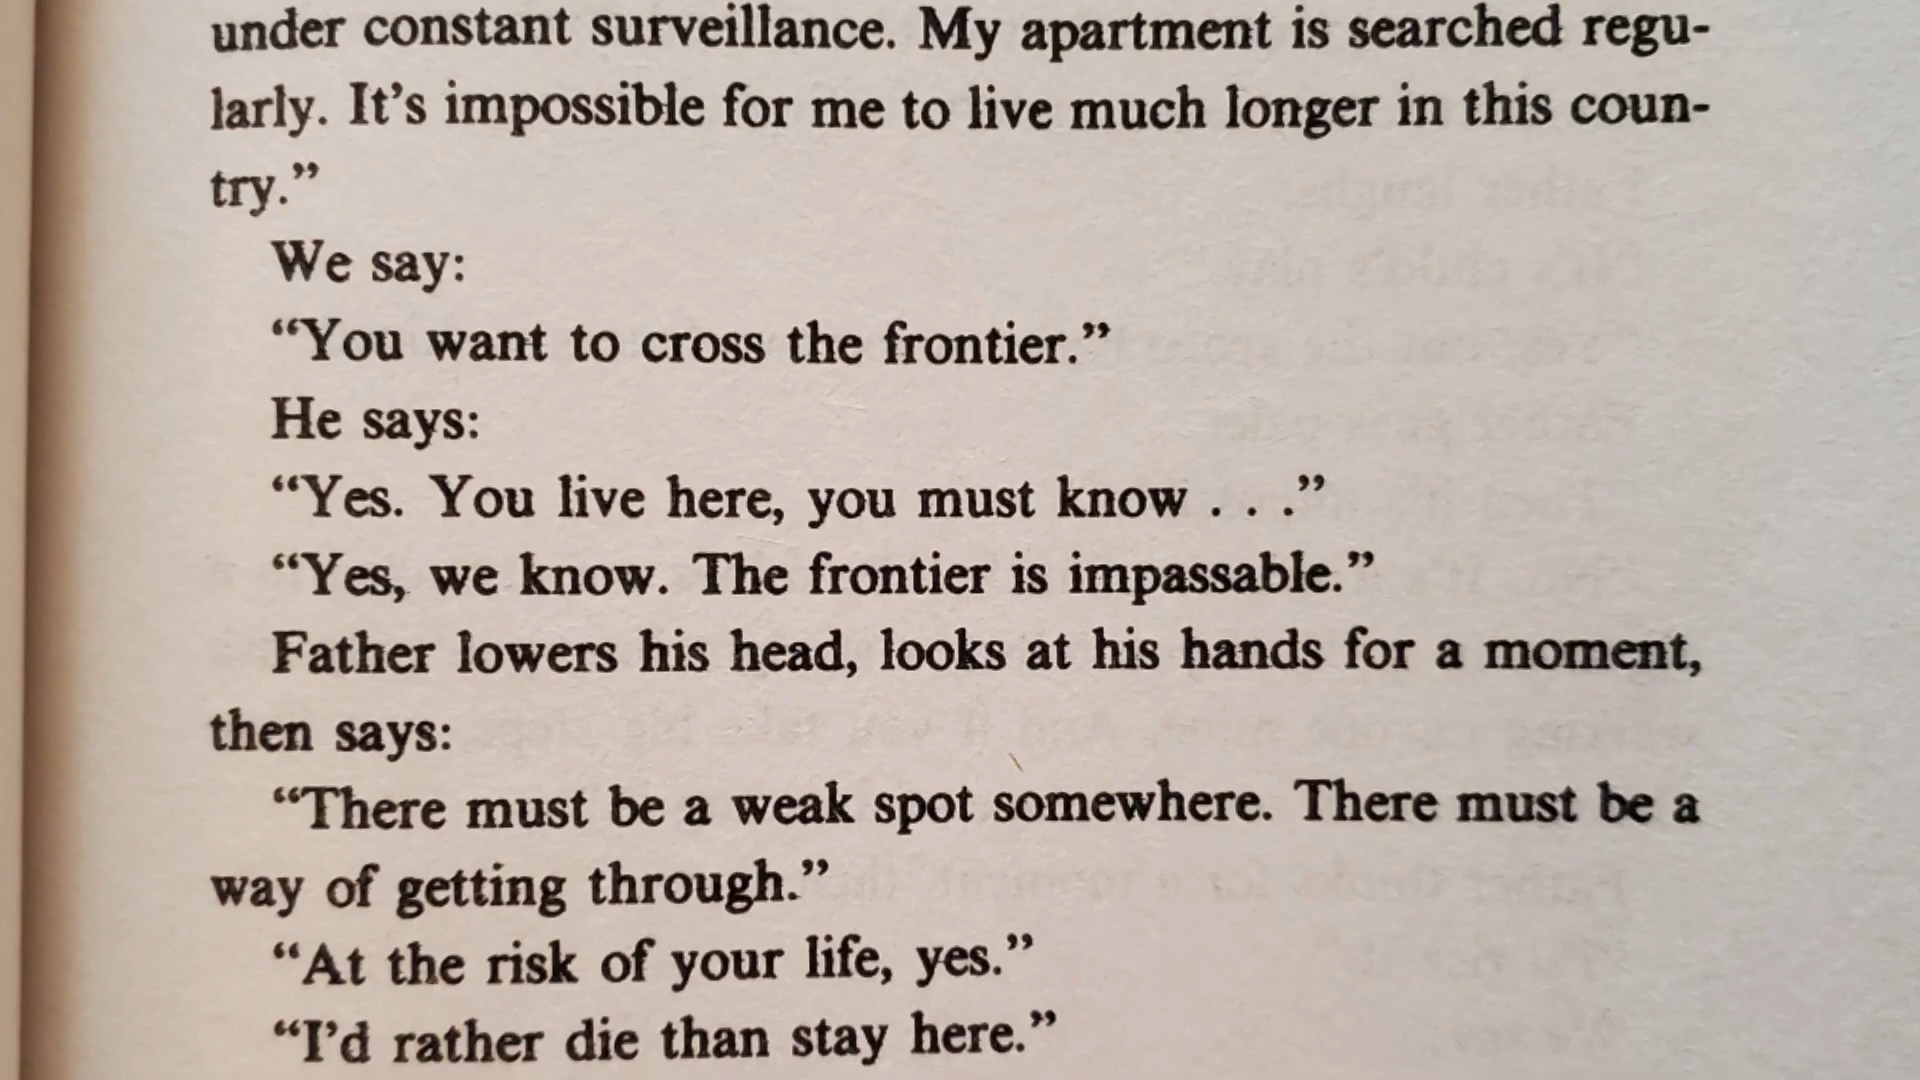 under constant surveillance. My apartment is searched regu-
larly. It’s impossible for me to live much longer in this coun-
try.”
We say:
“You want to cross the frontier.”
He says:
“Yes. You live here, you must know . . .”
“Yes, we know. The frontier is impassable.”
Father lowers his head, looks at his hands for a moment,
then says:
“There must be a weak spot somewhere. There must be a
way of getting through.”
“At the risk of your life, yes.”
“I’d rather die than stay here.”